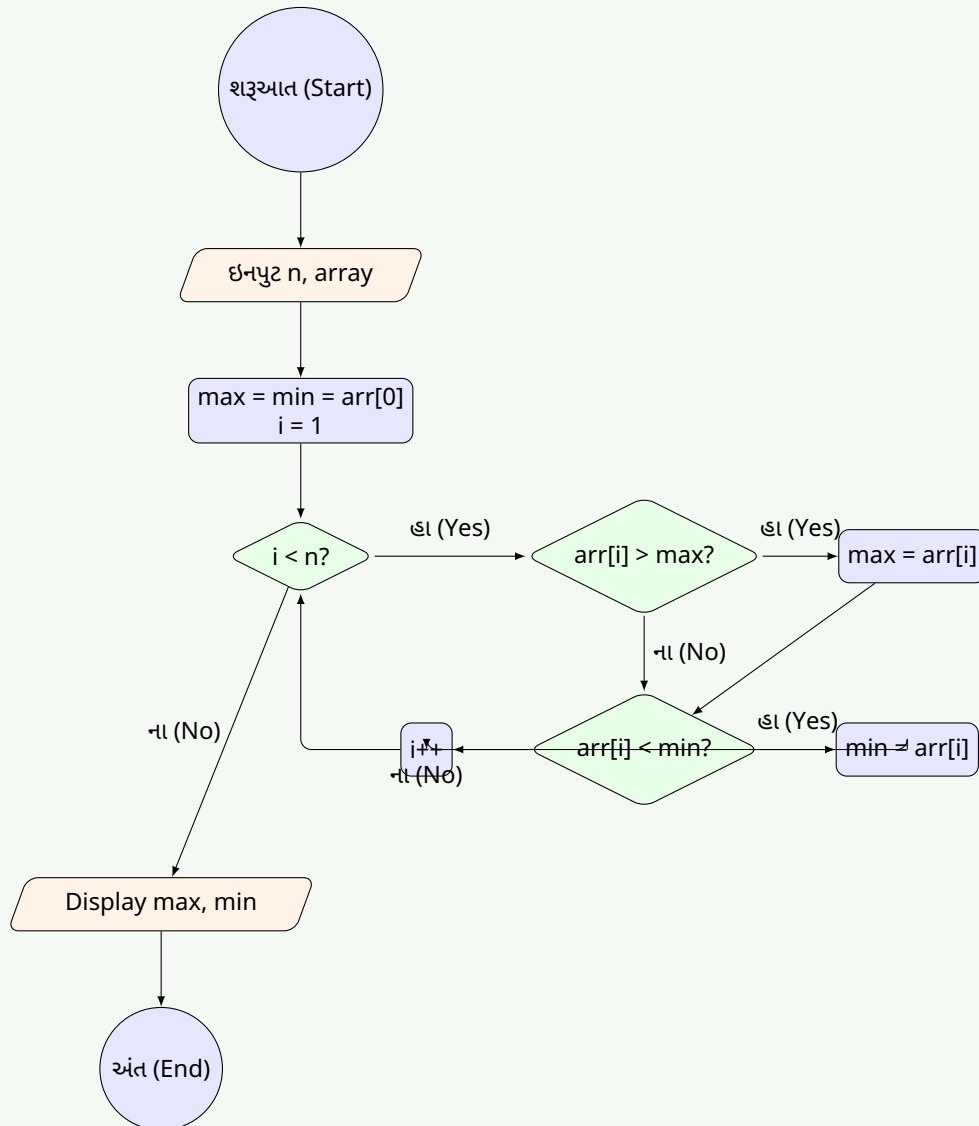 શરૂઆત (Start)
ઇનપુટ n, array
max = min = arr[0]
i = 1
i < n?
હા (Yes)
arr[i] > max?
હા (Yes)
max = arr[i]
ના (No)
ના (No)
i++
ના (No)
arr[i] < min?
હા (Yes)
min = arr[i]
Display max, min
અંત (End)